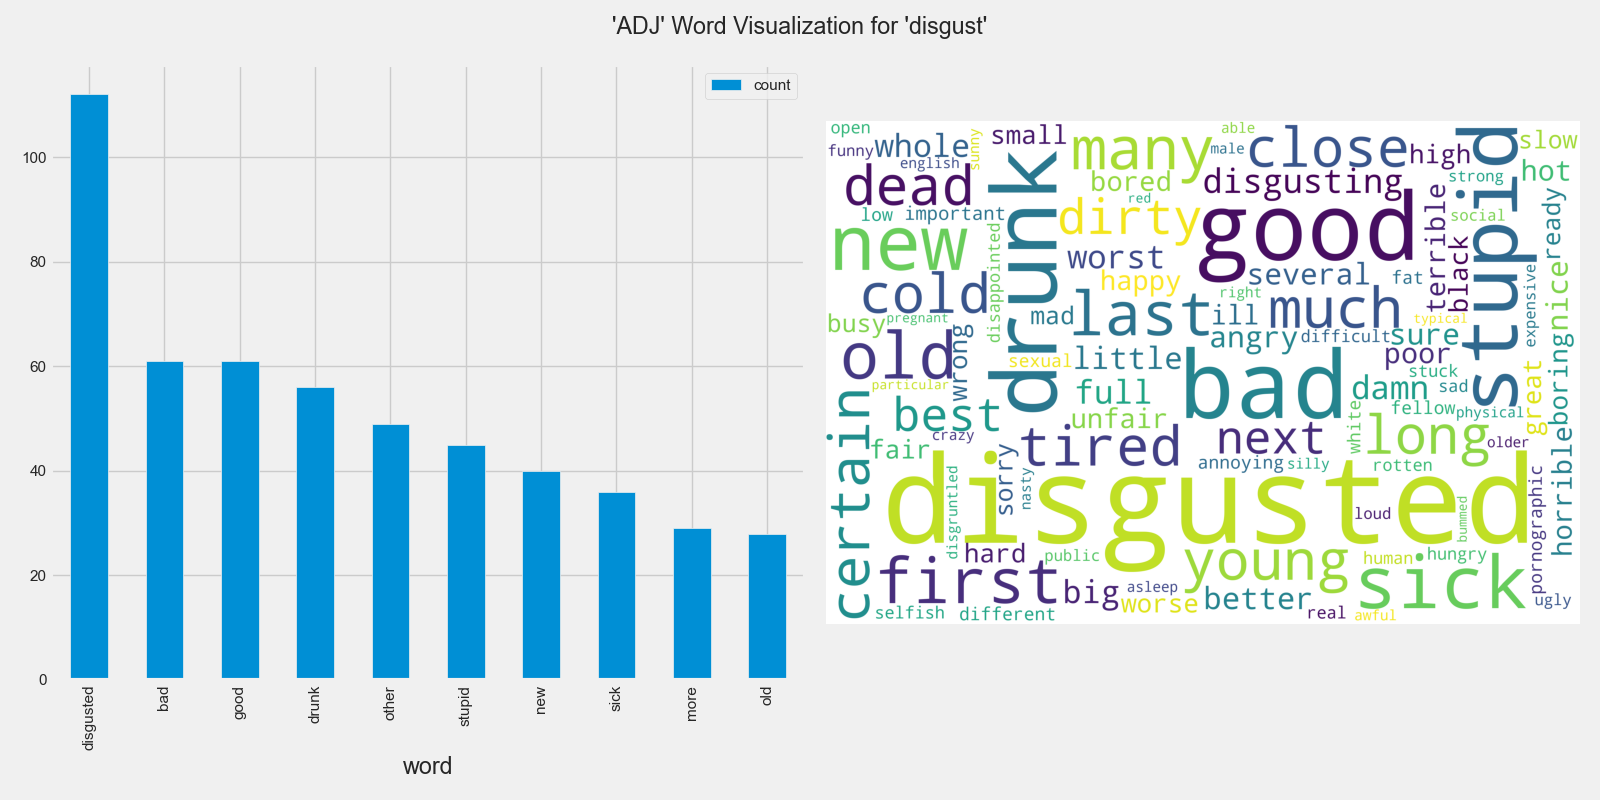 'ADJ' Word Visualization for 'disgust'
count
100
80
60
40
20
0
disgusted
bad
good
drunk
other
stupid
new
sick
more
old
word
open
funny
whole
english
sunny
small
many
able
male
close
high
stupid
slow
dead
bored
disgusting
strong
hot
low
important
drunk
red
dirty
good
terrible
social
ready
new
disappointed
worst
several
black
fat
cold
happy
right
expensive
nice
busy
pregnant
mad
last
ill
much
typical
old
wrong
angry
difficult
sure
sexual
little
poor
particular
full
bad
damn
stuck
sad
great
boring
certain
best
unfair
white
fellow
physical
fair
crazy
tired
next
long
older
sorry
annoying
silly
rotten
nasty
disgruntled
disgusted
loud
bummed
pornographic
horrible
hard
public
young
human
hungry
first
big
asleep
sick
worse
better
ugly
selfish
different
real
awful